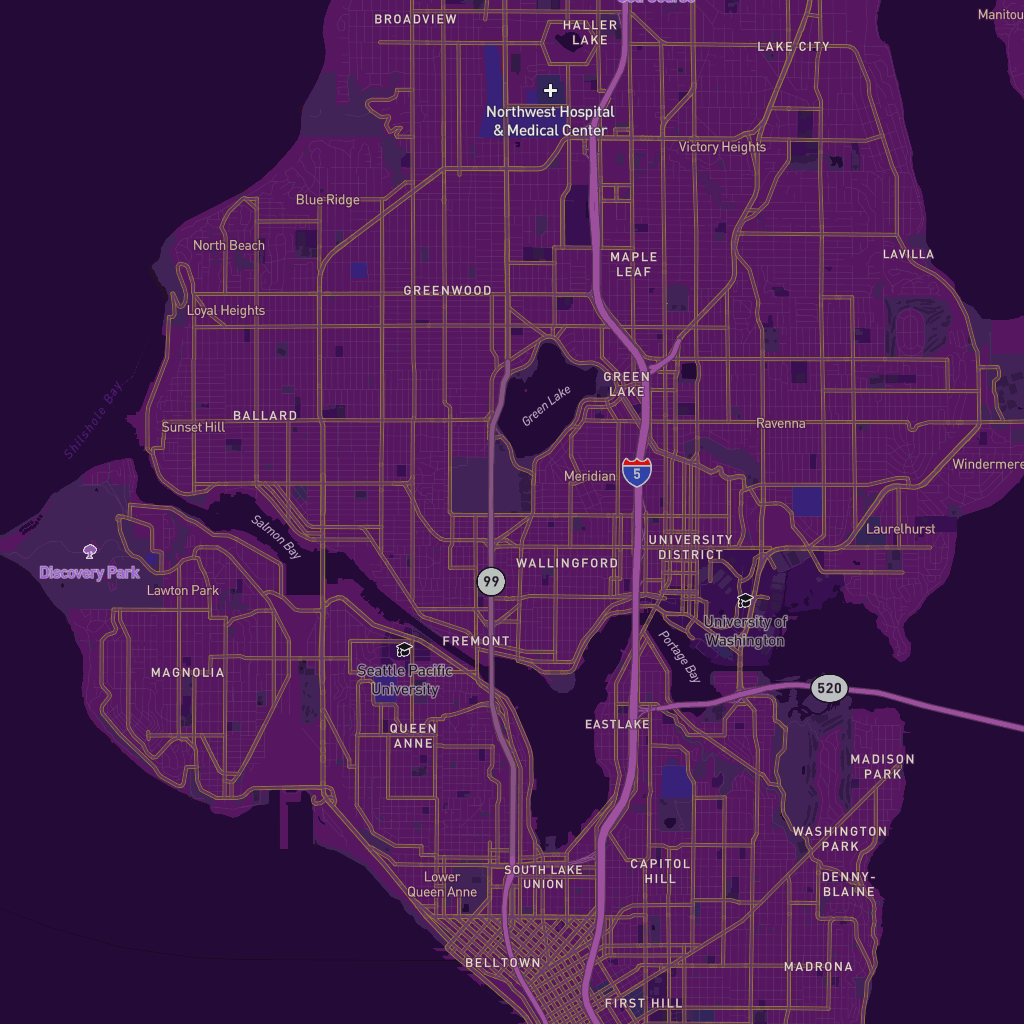 Golf Course
Manitou
BROADVIEW
HALLER
LAKE
LAKE CITY
Northwest Hospital
& Medical Center
Victory Heights
Blue Ridge
North Beach
MAPLE
LEAF
LAVILLA
GREENWOOD
Loyal Heights
Shilshole Bay
GREEN
LAKE
Green Lake
BALLARD
Sunset Hill
Ravenna
Meridian
5
Windermere
Salmon Bay
Laurelhurst
UNIVERSITY
DISTRICT
WALLINGFORD
Discovery Park
Lawton Park
99
University of
Washington
FREMONT
Portage Bay
Seattle Pacific
University
MAGNOLIA
520
EASTLAKE
QUEEN
ANNE
MADISON
PARK
WASHINGTON
PARK
CAPITOL
HILL
SOUTH LAKE
UNION
Lower
Queen Anne
DENNY-
BLAINE
BELLTOWN
MADRONA
FIRST HILL